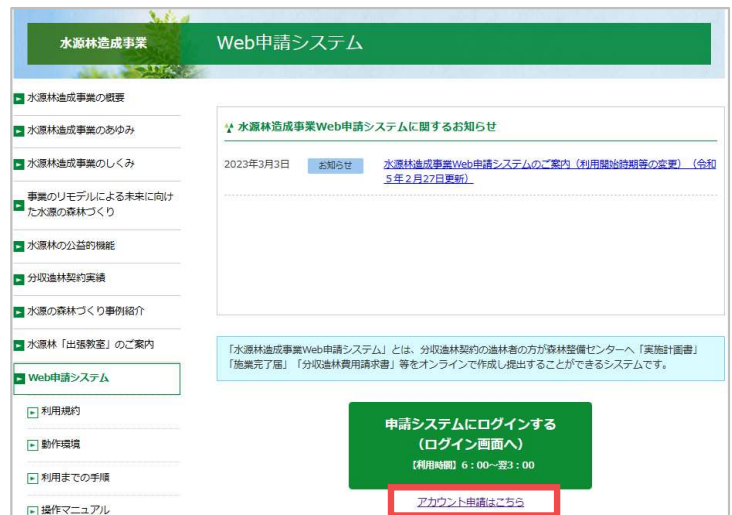 水源林造成事業
Web申請システム
水源林造成事業の概要
水源林造成事業のあゆみ
水源林造成事業のしくみ
事業のリモデルによる未来に向け
た水源の森林づくり
水源林の公益的機能
分収造林契約実績
水源の森林づくり事例紹介
水源林「出張教室」のご案内
Web申請システム
利用規約
動作環境
利用までの手順
操作マニュアル
水源林造成事業Web申請システムに関するお知らせ
2023年3月3日 お知らせ 水源林造成事業Web申請システムのご案内（利用開始時期等の変更）（令和
５年２月27日更新）
「水源林造成事業Web申請システム」とは、分収造林契約の造林者の方が森林整備センターへ「実施計画書」
「施業完了届」「分収造林費用請求書」等をオンラインで作成し提出することができるシステムです。
申請システムにログインする
（ログイン画面へ）
【利用時間】6：00～翌3：00
アカウント申請はこちら